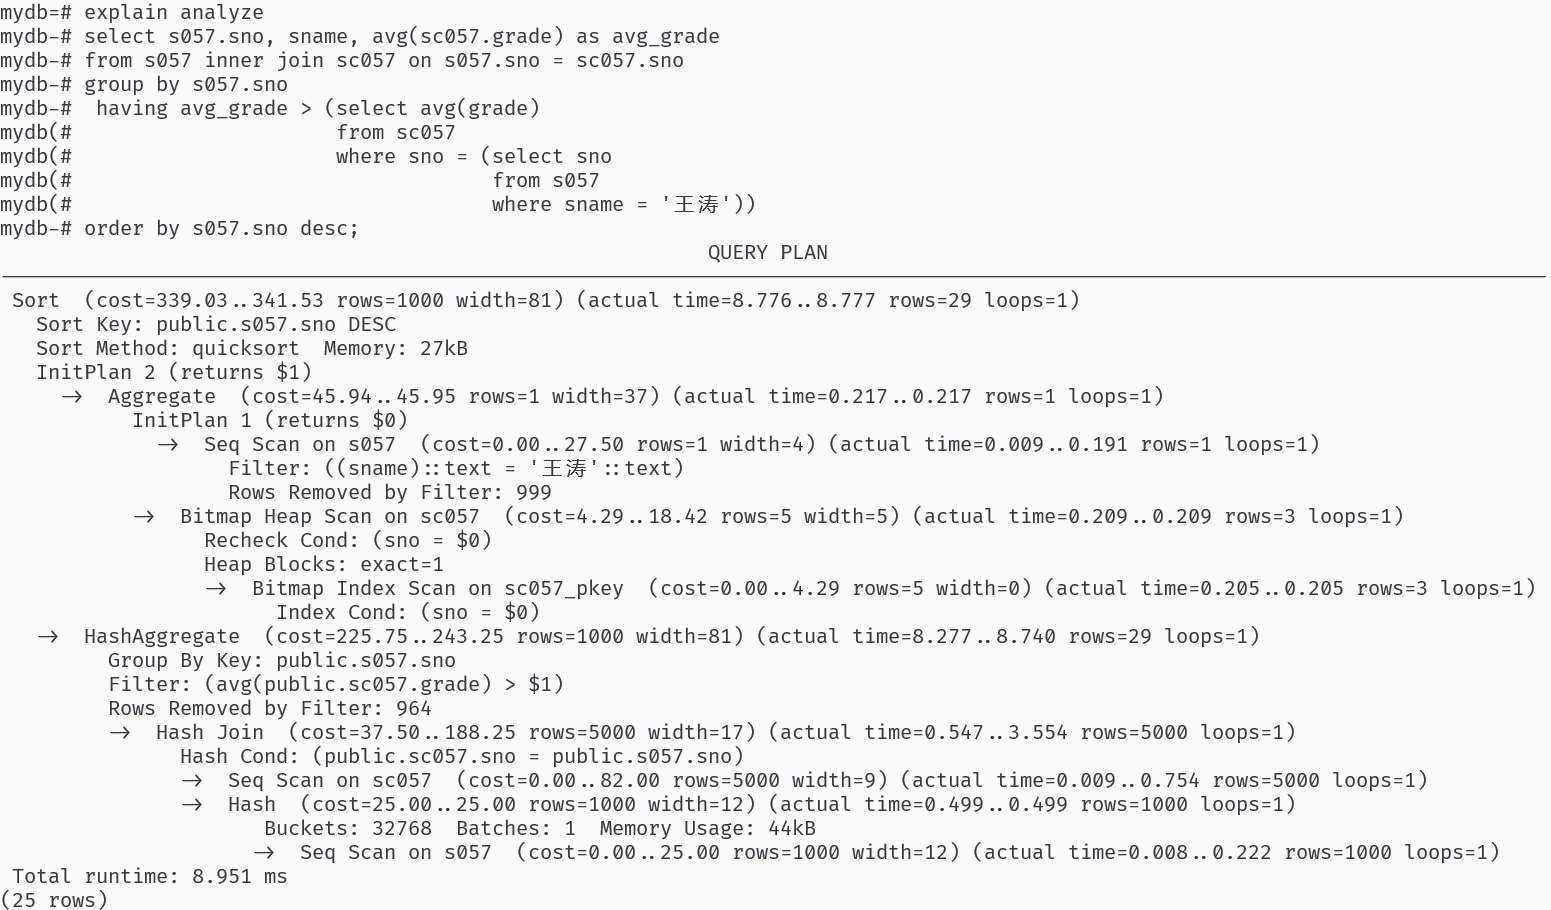 mydb=# explain analyze
mydb-# select s057.sno, sname, avg(sc057.grade) as avg_grade
mydb-# from s057 inner join sc057 on s057.sno = sc057.sno
mydb-# group by s057.sno
mydb-#  having avg_grade > (select avg(grade)
mydb(#                      from sc057
mydb(#                      where sno = (select sno
mydb(#                                   from s057
mydb(#                                   where sname = '王涛'))
mydb-# order by s057.sno desc;
                                                           QUERY PLAN
 Sort  (cost=339.03..341.53 rows=1000 width=81) (actual time=8.776..8.777 rows=29 loops=1)
   Sort Key: public.s057.sno DESC
   Sort Method: quicksort  Memory: 27kB
   InitPlan 2 (returns $1)
     ->  Aggregate  (cost=45.94..45.95 rows=1 width=37) (actual time=0.217..0.217 rows=1 loops=1)
           InitPlan 1 (returns $0)
             ->  Seq Scan on s057  (cost=0.00..27.50 rows=1 width=4) (actual time=0.009..0.191 rows=1 loops=1)
                   Filter: ((sname)::text = '王涛'::text)
                   Rows Removed by Filter: 999
           ->  Bitmap Heap Scan on sc057  (cost=4.29..18.42 rows=5 width=5) (actual time=0.209..0.209 rows=3 loops=1)
                 Recheck Cond: (sno = $0)
                 Heap Blocks: exact=1
                 ->  Bitmap Index Scan on sc057_pkey  (cost=0.00..4.29 rows=5 width=0) (actual time=0.205..0.205 rows=3 loops=1)
                       Index Cond: (sno = $0)
   ->  HashAggregate  (cost=225.75..243.25 rows=1000 width=81) (actual time=8.277..8.740 rows=29 loops=1)
         Group By Key: public.s057.sno
         Filter: (avg(public.sc057.grade) > $1)
         Rows Removed by Filter: 964
         ->  Hash Join  (cost=37.50..188.25 rows=5000 width=17) (actual time=0.547..3.554 rows=5000 loops=1)
               Hash Cond: (public.sc057.sno = public.s057.sno)
               ->  Seq Scan on sc057  (cost=0.00..82.00 rows=5000 width=9) (actual time=0.009..0.754 rows=5000 loops=1)
               ->  Hash  (cost=25.00..25.00 rows=1000 width=12) (actual time=0.499..0.499 rows=1000 loops=1)
                      Buckets: 32768  Batches: 1  Memory Usage: 44kB
                     ->  Seq Scan on s057  (cost=0.00..25.00 rows=1000 width=12) (actual time=0.008..0.222 rows=1000 loops=1)
 Total runtime: 8.951 ms
(25 rows)